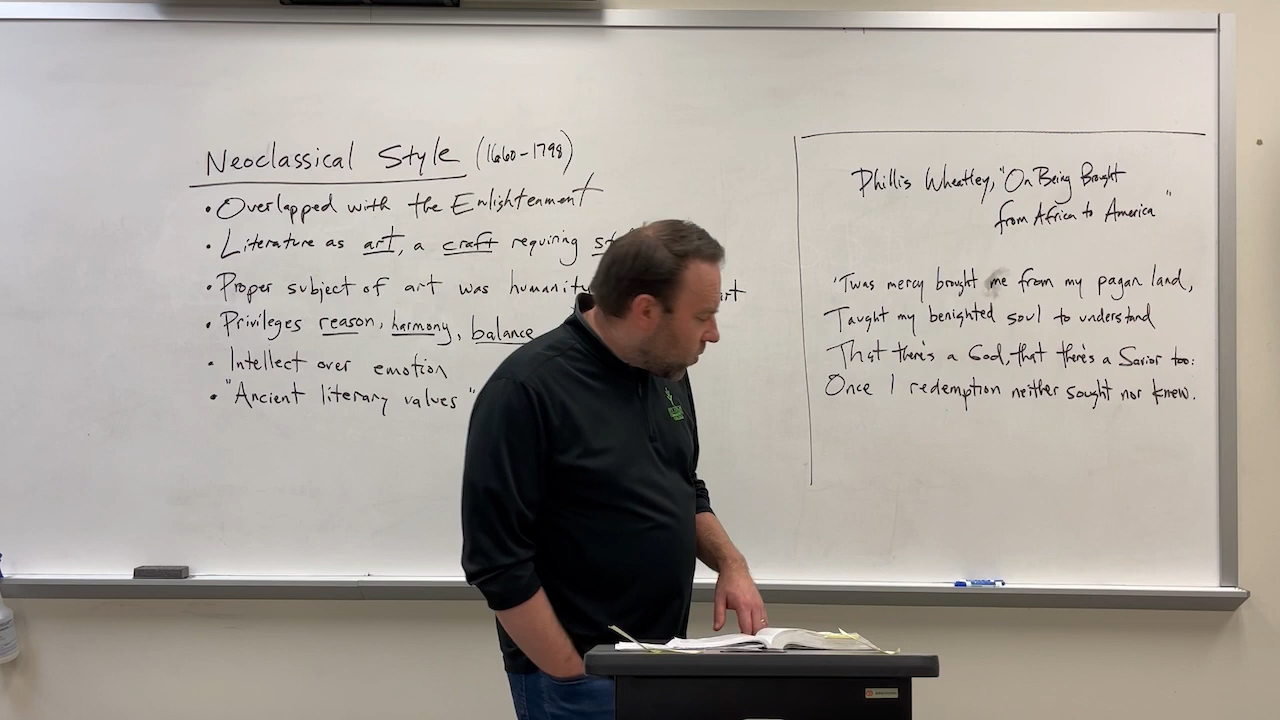 Neoclassical Style (1660-1798)
• Overlapped with the Enlightenment
• Literature as art, a craft requiring
• Proper subject of art was humanity
• Privileges reason, harmony, balance
• Intellect over emotion
• "Ancient literary values"
Phillis Wheatley, "On Being Brought
from Africa to America"
'Twas mercy brought me from my pagan land,
Taught my benighted soul to understand
That there's a God, that there's a Savior too:
Once I redemption neither sought nor knew.